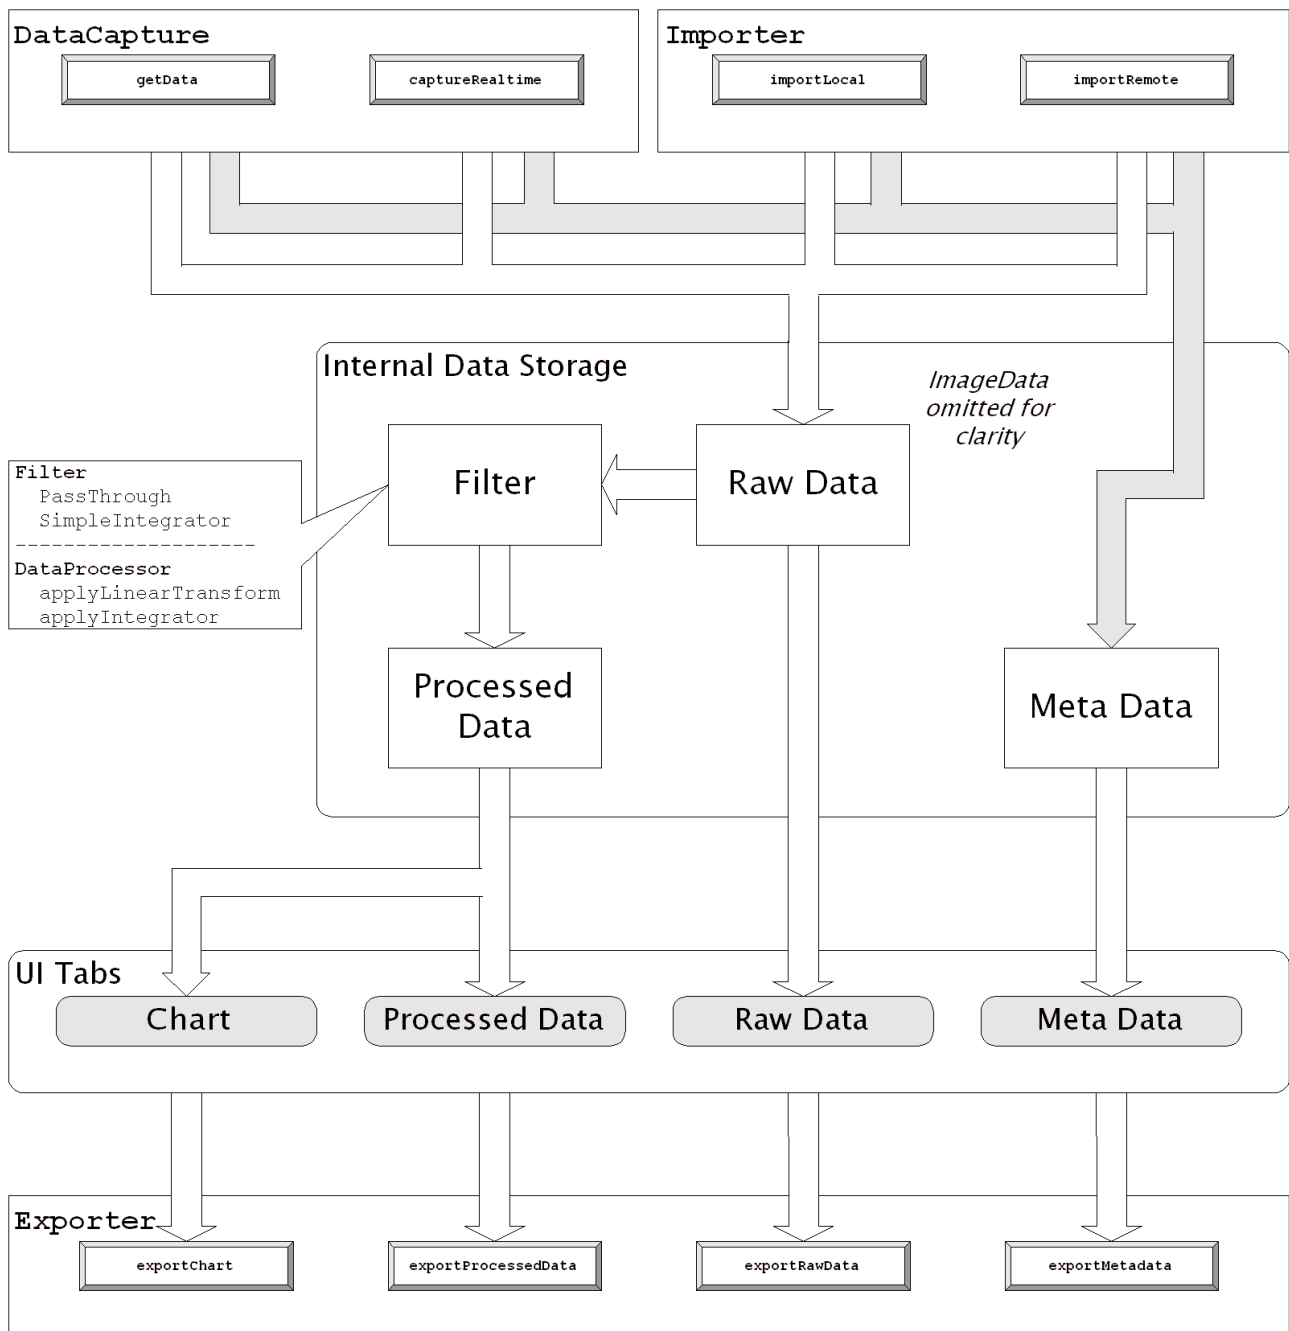 DataCapture
getData
captureRealtime
Importer
importLocal
importRemote
Internal Data Storage
ImageData
omitted for
clarity
Filter
Raw Data
Filter
PassThrough
SimpleIntegrator
--------------------
DataProcessor
applyLinearTransform
applyIntegrator
Processed
Data
Meta Data
UI Tabs
Chart
Processed Data
Raw Data
Meta Data
Exporter
exportChart
exportProcessedData
exportRawData
exportMetadata